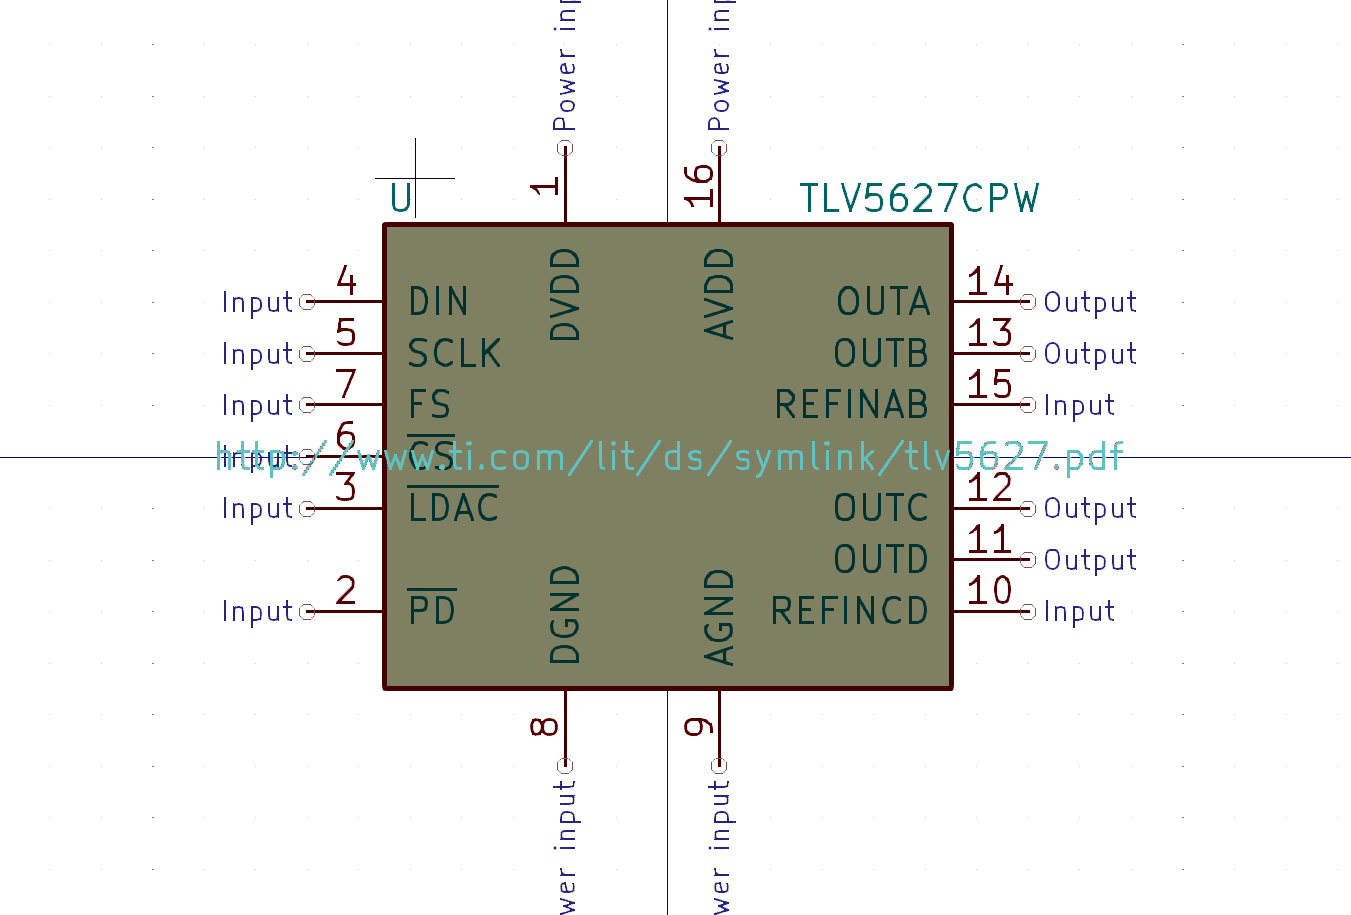 Power inp
Power inp
1
16
U
TLV5627CPW
DVDD
AVDD
Input 4 DIN
OUTA 14 Output
Input 5 SCLK
OUTB 13 Output
Input 7 FS
REFINAB 15 Input
Input 6 CS
http://www.ti.com/lit/ds/symlink/tlv5627.pdf
Input 3 LDAC
OUTC 12 Output
OUTD 11 Output
Input 2 PD
REFINCD 10 Input
DGND
AGND
8
9
wer input
wer input